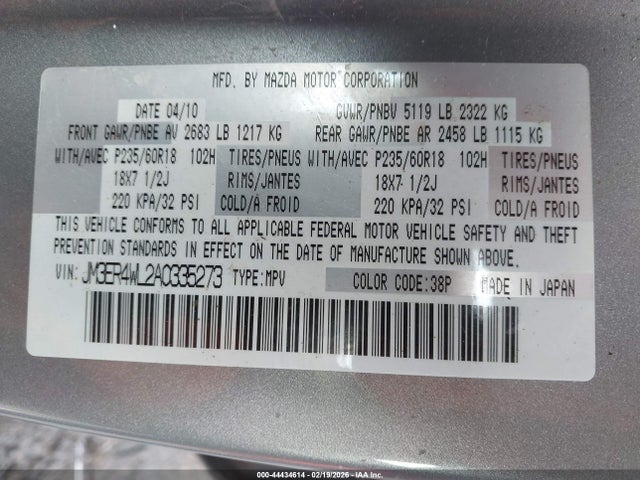 MFD. BY MAZDA MOTOR CORPORATION
DATE 04/10 GVWR/PNBV 5119 LB 2322 KG
FRONT GAWR/PNBE AV 2683 LB 1217 KG REAR GAWR/PNBE AR 2458 LB 1115 KG
WITH/AVEC P235/60R18 102H TIRES/PNEUS WITH/AVEC P235/60R18 102H TIRES/PNEUS
18X7 1/2J RIMS/JANTES 18X7 1/2J RIMS/JANTES
220 KPA/32 PSI COLD/A FROID 220 KPA/32 PSI COLD/A FROID
THIS VEHICLE CONFORMS TO ALL APPLICABLE FEDERAL MOTOR VEHICLE SAFETY AND THEFT
PREVENTION STANDARDS IN EFFECT ON THE DATE OF MANUFACTURE SHOWN ABOVE.
VIN: JM3ER4WL2A0335273 TYPE:MPV COLOR CODE:38P MADE IN JAPAN
000-44434614 - 02/19/2026 - COPYRIGHT IAA, LLC